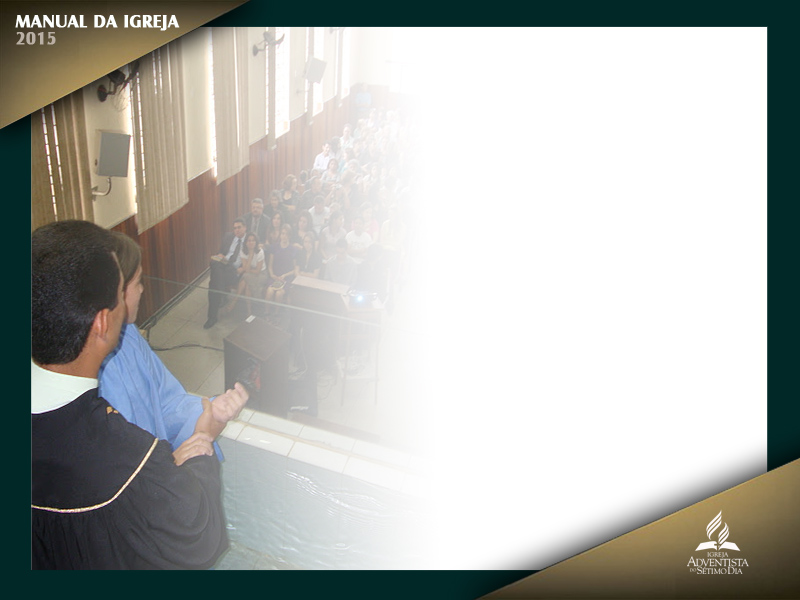 MANUAL DA IGREJA
2015
IGREJA
ADVENTISTA
DO SÉTIMO DIA